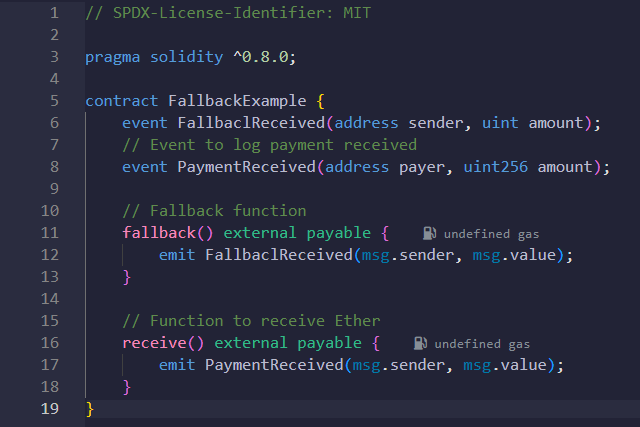 1 // SPDX-License-Identifier: MIT
2
3 pragma solidity ^0.8.0;
4
5 contract FallbackExample {
6 event FallbaclReceived(address sender, uint amount);
7 // Event to log payment received
8 event PaymentReceived(address payer, uint256 amount);
9
10 // Fallback function
11 fallback() external payable { undefined gas
12 emit FallbaclReceived(msg.sender, msg.value);
13 }
14
15 // Function to receive Ether
16 receive() external payable { undefined gas
17 emit PaymentReceived(msg.sender, msg.value);
18 }
19 }